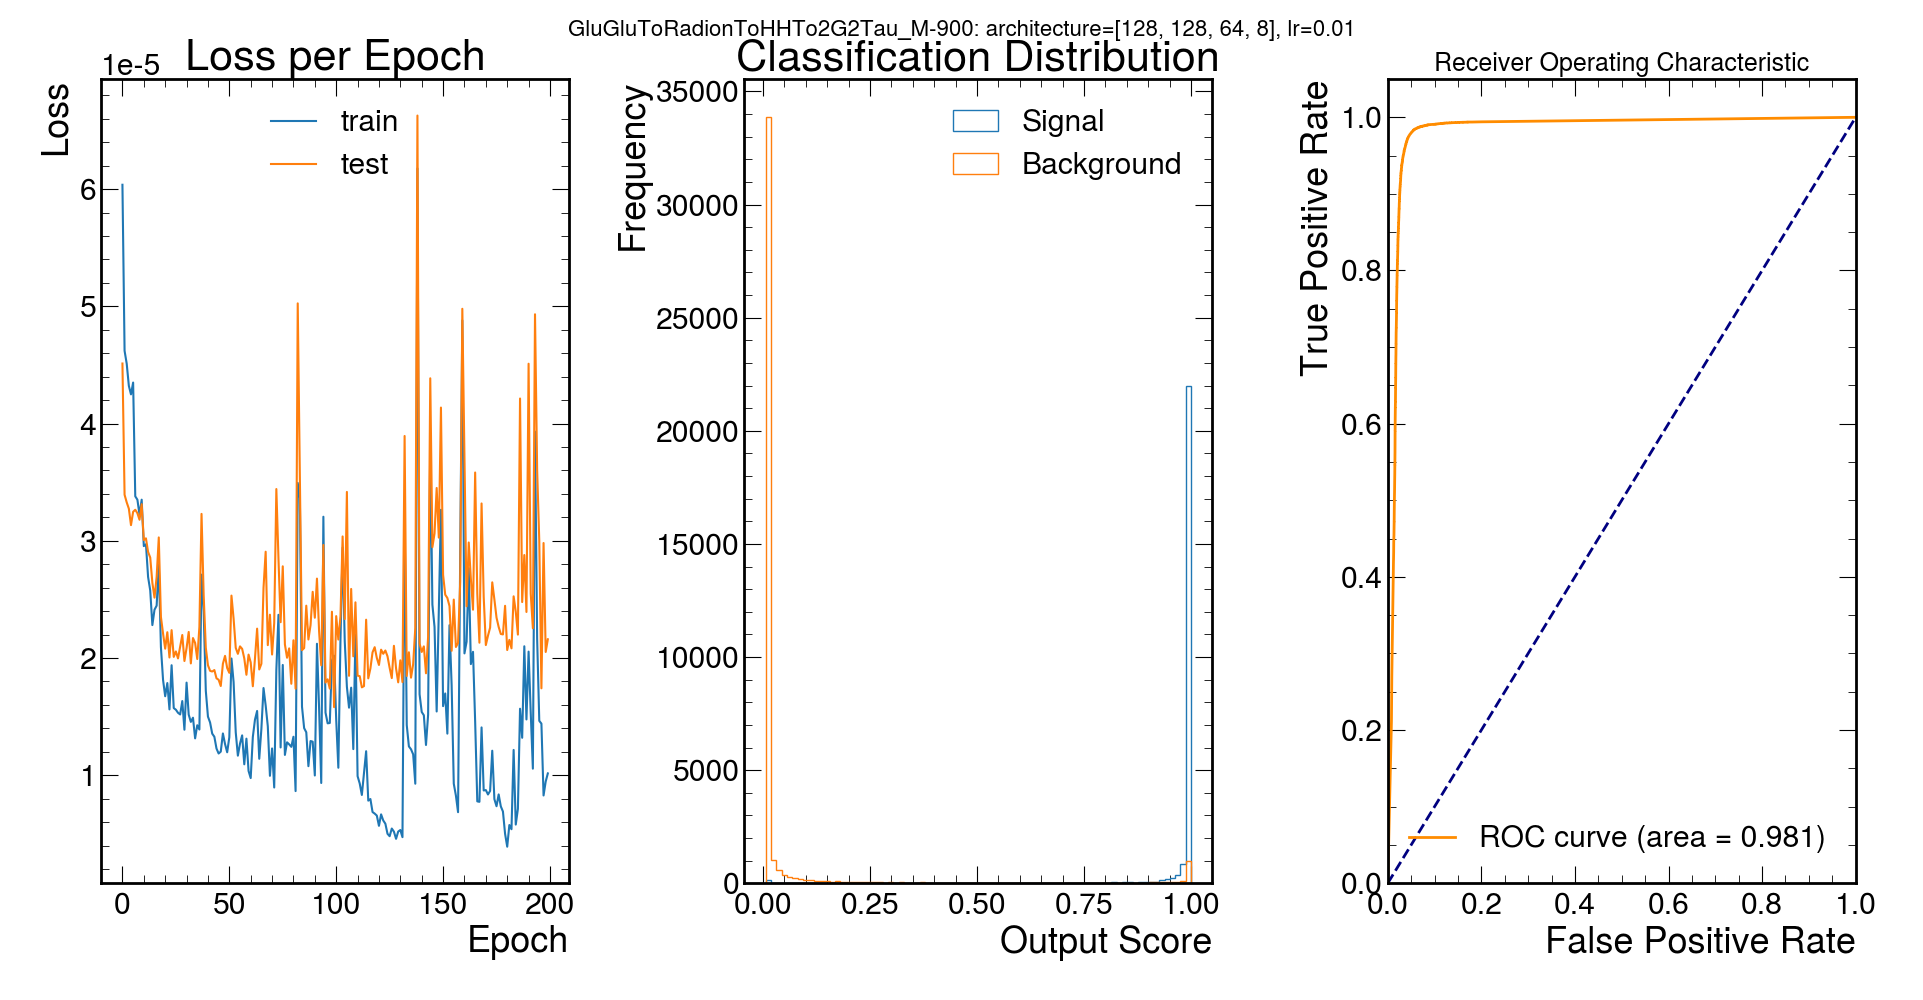 GluGluToRadionToHHTo2G2Tau_M-900: architecture=[128, 128, 64, 8], lr=0.01
Loss per Epoch
1e-5
Loss
train
test
6
5
4
3
2
1
0 50 100 150 200
Epoch
Classification Distribution
Frequency
Signal
Background
35000
30000
25000
20000
15000
10000
5000
0
0.00 0.25 0.50 0.75 1.00
Output Score
Receiver Operating Characteristic
True Positive Rate
1.0
0.8
0.6
0.4
0.2
0.0
ROC curve (area = 0.981)
0.0 0.2 0.4 0.6 0.8 1.0
False Positive Rate